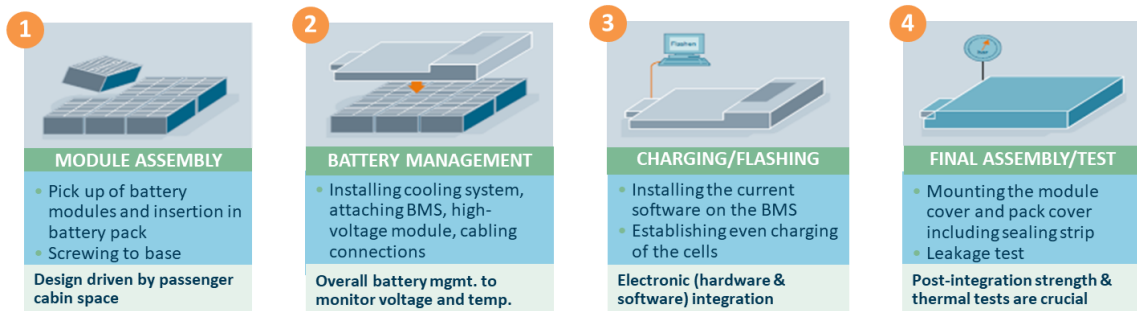 1
MODULE ASSEMBLY
• Pick up of battery
modules and insertion in
battery pack
• Screwing to base
Design driven by passenger
cabin space
2
BATTERY MANAGEMENT
• Installing cooling system,
attaching BMS, high-
voltage module, cabling
connections
Overall battery mgmt. to
monitor voltage and temp.
3
Flashen
CHARGING/FLASHING
• Installing the current
software on the BMS
• Establishing even charging
of the cells
Electronic (hardware &
software) integration
4
FINAL ASSEMBLY/TEST
• Mounting the module
cover and pack cover
including sealing strip
• Leakage test
Post-integration strength &
thermal tests are crucial